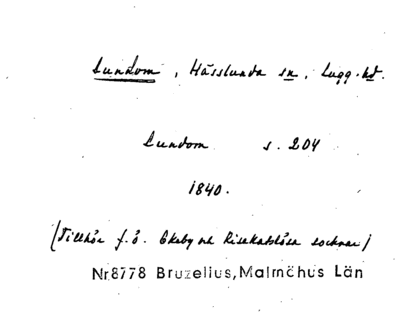 Lundom, Hässlunda sn, Lugg. hd.
Lundom s. 204
1840.
(Tillhör f.ö. Ekeby och Risekatslösa socknar)
Nr 8778 Bruzelius, Malmöhus Län